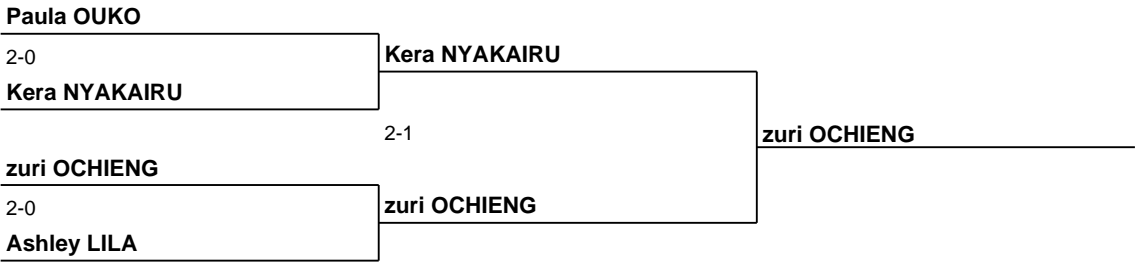 Paula OUKO
2-0
Kera NYAKAIRU
Kera NYAKAIRU
2-1
zuri OCHIENG
zuri OCHIENG
2-0
zuri OCHIENG
Ashley LILA